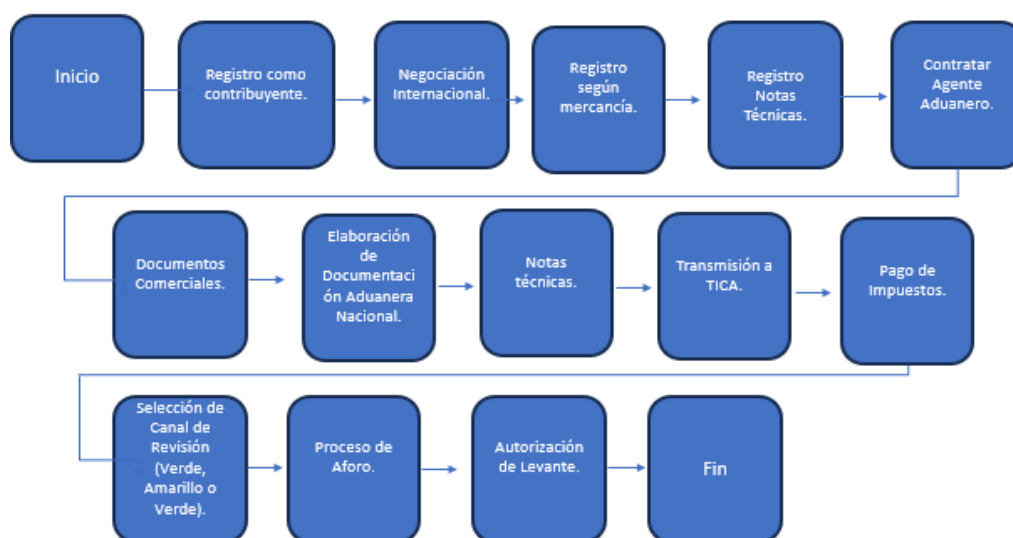 Inicio
Registro como
contribuyente.
Negociación
Internacional.
Registro
según
mercancía.
Registro
Notas
Técnicas.
Contratar
Agente
Aduanero.
Documentos
Comerciales.
Elaboración
de
Documentaci
ón Aduanera
Nacional.
Notas
técnicas.
Transmisión a
TICA.
Pago de
Impuestos.
Selección de
Canal de
Revisión
(Verde,
Amarillo o
Verde).
Proceso de
Aforo.
Autorización
de Levante.
Fin